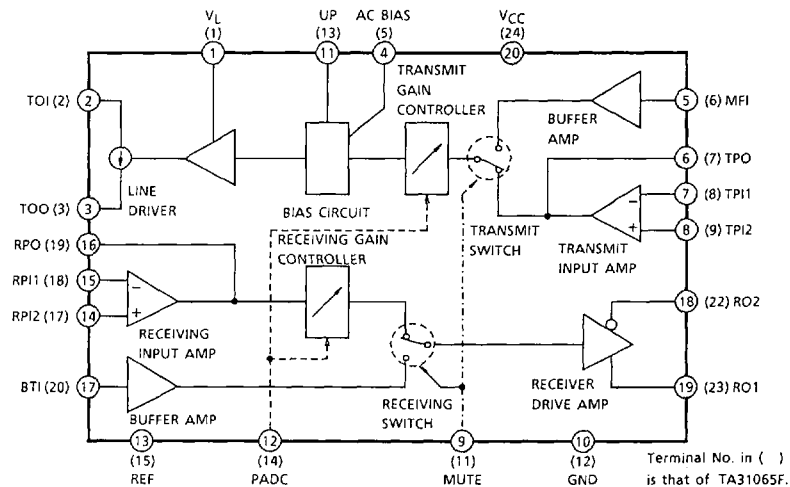 VL UP AC BIAS VCC
(1) (13) (5) (24)
1 11 4 20
TRANSMIT
GAIN
CONTROLLER
TOI (2) 2
5 (6) MFI
BUFFER
AMP
6 (7) TPO
LINE
DRIVER
7 (8) TPI1
−
TOO (3) 3
BIAS CIRCUIT
TRANSMIT
SWITCH
+
8 (9) TPI2
TRANSMIT
INPUT AMP
RPO (19) 16
RECEIVING GAIN
CONTROLLER
RPI1 (18) 15
−
RPI2 (17) 14
+
RECEIVING
INPUT AMP
18 (22) RO2
BTI (20) 17
BUFFER AMP
RECEIVING
SWITCH
RECEIVER
DRIVE AMP
19 (23) RO1
13 12 9 10
(15) (14) (11) (12)
REF PADC MUTE GND
Terminal No. in ( )
is that of TA31065F.